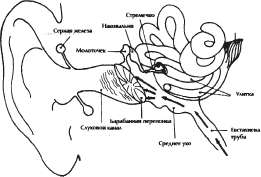 Стремечко
Наковальня
Серная железа
Молоточек
Улитка
Слуховой канал
Барабанная перепонка
Среднее ухо
Евстахиева
труба